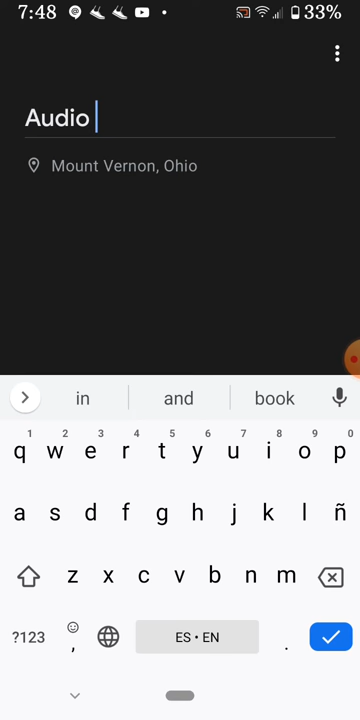 7:48 33%
Audio
Mount Vernon, Ohio
in and book
1 2 3 4 5 6 7 8 9 0
q w e r t y u i o p
a s d f g h j k l ñ
z x c v b n m
?123 , ES • EN .